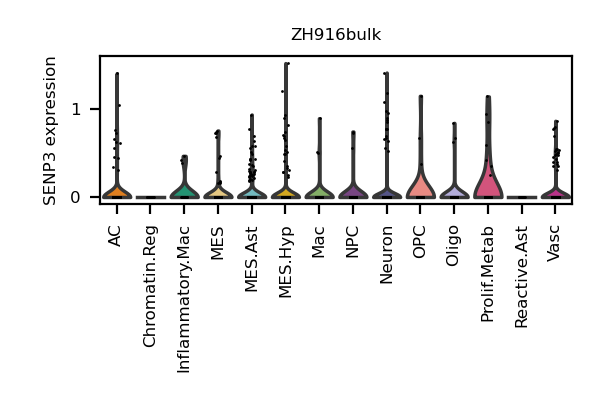 ZH916bulk
SENP3 expression
1
0
AC
Chromatin.Reg
Inflammatory.Mac
MES
MES.Ast
MES.Hyp
Mac
NPC
Neuron
OPC
Oligo
Prolif.Metab
Reactive.Ast
Vasc